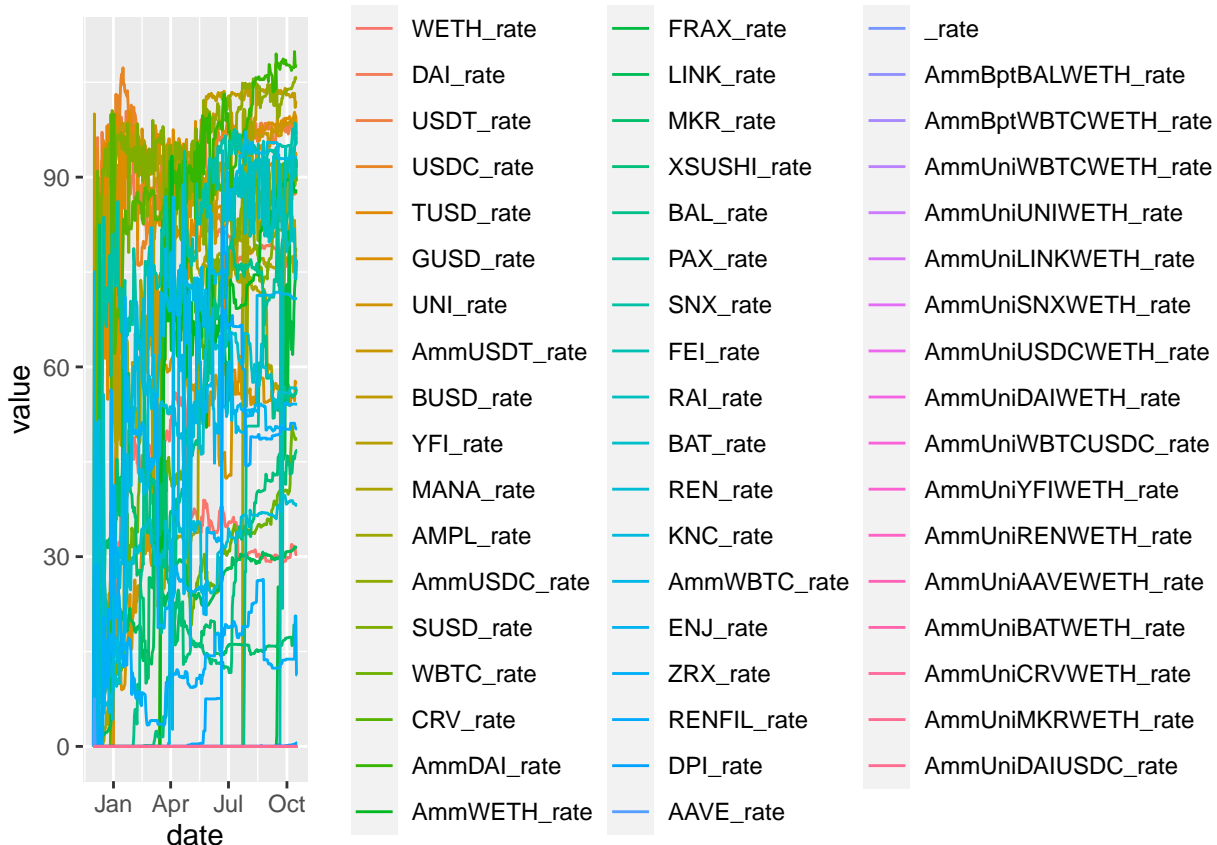 90
60
30
0
value
Jan Apr Jul Oct
date
WETH_rate
DAI_rate
USDT_rate
USDC_rate
TUSD_rate
GUSD_rate
UNI_rate
AmmUSDT_rate
BUSD_rate
YFI_rate
MANA_rate
AMPL_rate
AmmUSDC_rate
SUSD_rate
WBTC_rate
CRV_rate
AmmDAI_rate
AmmWETH_rate
FRAX_rate
LINK_rate
MKR_rate
XSUSHI_rate
BAL_rate
PAX_rate
SNX_rate
FEI_rate
RAI_rate
BAT_rate
REN_rate
KNC_rate
AmmWBTC_rate
ENJ_rate
ZRX_rate
RENFIL_rate
DPI_rate
AAVE_rate
_rate
AmmBptBALWETH_rate
AmmBptWBTCWETH_rate
AmmUniWBTCWETH_rate
AmmUniUNIWETH_rate
AmmUniLINKWETH_rate
AmmUniSNXWETH_rate
AmmUniUSDCWETH_rate
AmmUniDAIWETH_rate
AmmUniWBTCUSDC_rate
AmmUniYFIWETH_rate
AmmUniRENWETH_rate
AmmUniAAVEWETH_rate
AmmUniBATWETH_rate
AmmUniCRVWETH_rate
AmmUniMKRWETH_rate
AmmUniDAIUSDC_rate